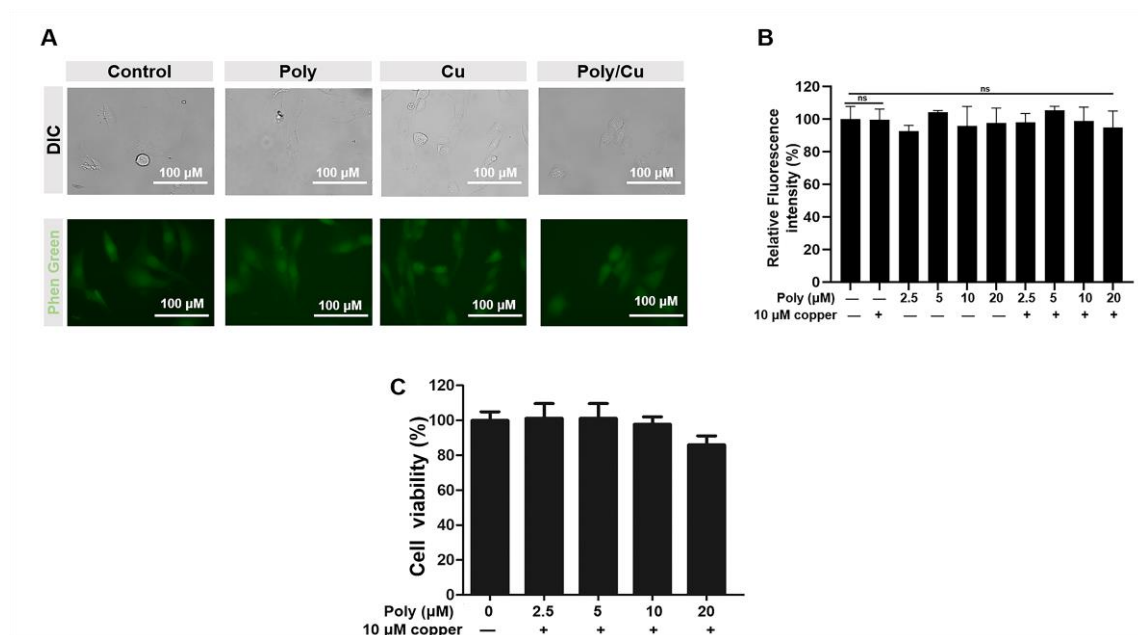 A
Control Poly Cu Poly/Cu
DIC
100 µM 100 µM 100 µM 100 µM
Phen Green
100 µM 100 µM 100 µM 100 µM
B
Relative Fluorescence
intensity (%)
120
100
80
60
40
20
0
ns
ns
Poly (µM) — — 2.5 5 10 20 2.5 5 10 20
10 µM copper — + — — — — + + + +
C
Cell viability (%)
120
100
80
60
40
20
0
Poly (µM) 0 2.5 5 10 20
10 µM copper — + + + +